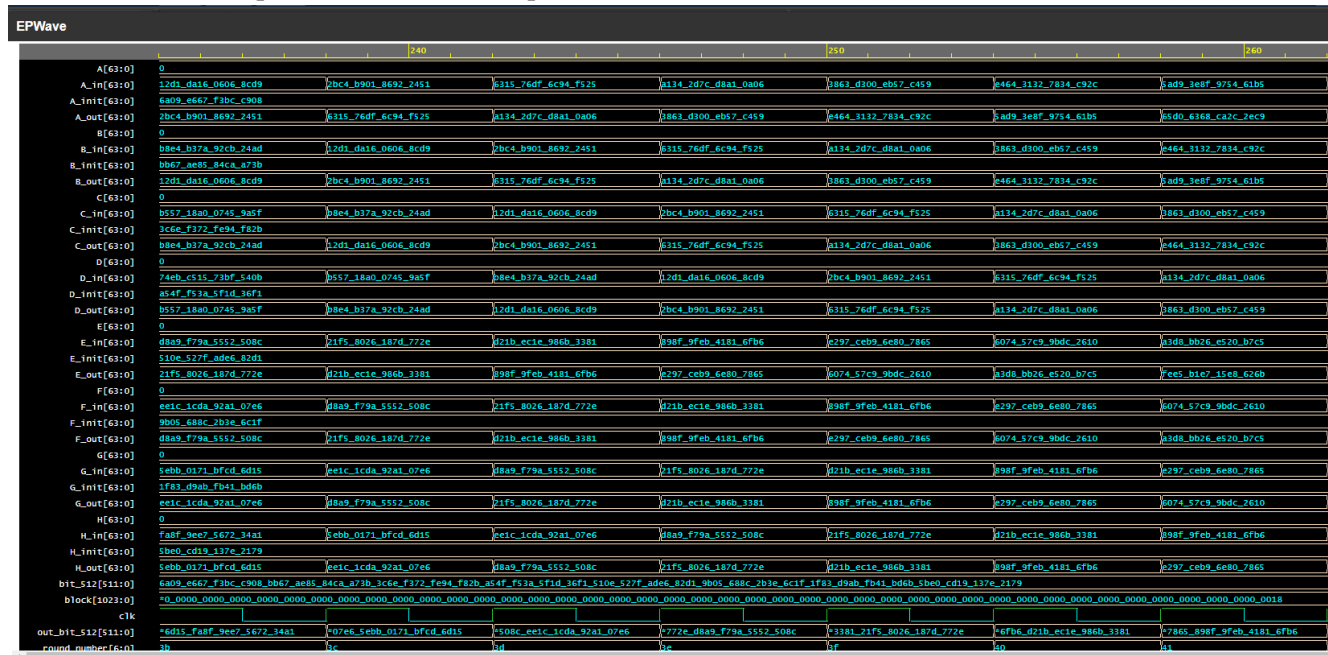 EPWave
240 250 260
A[63:0] 0
A_in[63:0] 12d1_da16_0606_8cd9 2bc4_b901_8692_2451 6315_76df_6c94_f525 a134_2d7c_d8a1_0a06 3863_d300_eb57_c459 e464_3132_7834_c92c 5ad9_3e8f_9754_61b5
A_init[63:0] 6a09_e667_f3bc_c908
A_out[63:0] 2bc4_b901_8692_2451 6315_76df_6c94_f525 a134_2d7c_d8a1_0a06 3863_d300_eb57_c459 e464_3132_7834_c92c 5ad9_3e8f_9754_61b5 65d0_6368_ca2c_2ec9
B[63:0] 0
B_in[63:0] b8e4_b37a_92cb_24ad 12d1_da16_0606_8cd9 2bc4_b901_8692_2451 6315_76df_6c94_f525 a134_2d7c_d8a1_0a06 3863_d300_eb57_c459 e464_3132_7834_c92c
B_init[63:0] bb67_ae85_84ca_a73b
B_out[63:0] 12d1_da16_0606_8cd9 2bc4_b901_8692_2451 6315_76df_6c94_f525 a134_2d7c_d8a1_0a06 3863_d300_eb57_c459 e464_3132_7834_c92c 5ad9_3e8f_9754_61b5
C[63:0] 0
C_in[63:0] b557_18a0_0745_9a5f b8e4_b37a_92cb_24ad 12d1_da16_0606_8cd9 2bc4_b901_8692_2451 6315_76df_6c94_f525 a134_2d7c_d8a1_0a06 3863_d300_eb57_c459
C_init[63:0] 3c6e_f372_fe94_f82b
C_out[63:0] b8e4_b37a_92cb_24ad 12d1_da16_0606_8cd9 2bc4_b901_8692_2451 6315_76df_6c94_f525 a134_2d7c_d8a1_0a06 3863_d300_eb57_c459 e464_3132_7834_c92c
D[63:0] 0
D_in[63:0] 74eb_c515_73bf_540b b557_18a0_0745_9a5f b8e4_b37a_92cb_24ad 12d1_da16_0606_8cd9 2bc4_b901_8692_2451 6315_76df_6c94_f525 a134_2d7c_d8a1_0a06
D_init[63:0] a54f_f53a_5f1d_36f1
D_out[63:0] b557_18a0_0745_9a5f b8e4_b37a_92cb_24ad 12d1_da16_0606_8cd9 2bc4_b901_8692_2451 6315_76df_6c94_f525 a134_2d7c_d8a1_0a06 3863_d300_eb57_c459
E[63:0] 0
E_in[63:0] d8a9_f79a_5552_508c 21f5_8026_187d_772e d21b_ec1e_986b_3381 898f_9feb_4181_6fb6 e297_ceb9_6e80_7865 6074_57c9_9bdc_2610 a3d8_bb26_e520_b7c5
E_init[63:0] 510e_527f_ade6_82d1
E_out[63:0] 21f5_8026_187d_772e d21b_ec1e_986b_3381 898f_9feb_4181_6fb6 e297_ceb9_6e80_7865 6074_57c9_9bdc_2610 a3d8_bb26_e520_b7c5 fee5_b1e7_15e8_626b
F[63:0] 0
F_in[63:0] ee1c_1cda_92a1_07e6 d8a9_f79a_5552_508c 21f5_8026_187d_772e d21b_ec1e_986b_3381 898f_9feb_4181_6fb6 e297_ceb9_6e80_7865 6074_57c9_9bdc_2610
F_init[63:0] 9b05_688c_2b3e_6c1f
F_out[63:0] d8a9_f79a_5552_508c 21f5_8026_187d_772e d21b_ec1e_986b_3381 898f_9feb_4181_6fb6 e297_ceb9_6e80_7865 6074_57c9_9bdc_2610 a3d8_bb26_e520_b7c5
G[63:0] 0
G_in[63:0] 5ebb_0171_bfcd_6d15 ee1c_1cda_92a1_07e6 d8a9_f79a_5552_508c 21f5_8026_187d_772e d21b_ec1e_986b_3381 898f_9feb_4181_6fb6 e297_ceb9_6e80_7865
G_init[63:0] 1f83_d9ab_fb41_bd6b
G_out[63:0] ee1c_1cda_92a1_07e6 d8a9_f79a_5552_508c 21f5_8026_187d_772e d21b_ec1e_986b_3381 898f_9feb_4181_6fb6 e297_ceb9_6e80_7865 6074_57c9_9bdc_2610
H[63:0] 0
H_in[63:0] fa8f_9ee7_5672_34a1 5ebb_0171_bfcd_6d15 ee1c_1cda_92a1_07e6 d8a9_f79a_5552_508c 21f5_8026_187d_772e d21b_ec1e_986b_3381 898f_9feb_4181_6fb6
H_init[63:0] 5be0_cd19_137e_2179
H_out[63:0] 5ebb_0171_bfcd_6d15 ee1c_1cda_92a1_07e6 d8a9_f79a_5552_508c 21f5_8026_187d_772e d21b_ec1e_986b_3381 898f_9feb_4181_6fb6 e297_ceb9_6e80_7865
bit_512[511:0] 6a09_e667_f3bc_c908_bb67_ae85_84ca_a73b_3c6e_f372_fe94_f82b_a54f_f53a_5f1d_36f1_510e_527f_ade6_82d1_9b05_688c_2b3e_6c1f_1f83_d9ab_fb41_bd6b_5be0_cd19_137e_2179
block[1023:0] *0_0000_0000_0000_0000_0000_0000_0000_0000_0000_0000_0000_0000_0000_0000_0000_0000_0000_0000_0000_0000_0000_0000_0000_0000_0000_0000_0018
clk
out_bit_512[511:0] *6d15_fa8f_9ee7_5672_34a1 *07e6_5ebb_0171_bfcd_6d15 *508c_ee1c_1cda_92a1_07e6 *772e_d8a9_f79a_5552_508c *3381_21f5_8026_187d_772e *6fb6_d21b_ec1e_986b_3381 *7865_898f_9feb_4181_6fb6
round_number[6:0] 3b 3c 3d 3e 3f 40 41